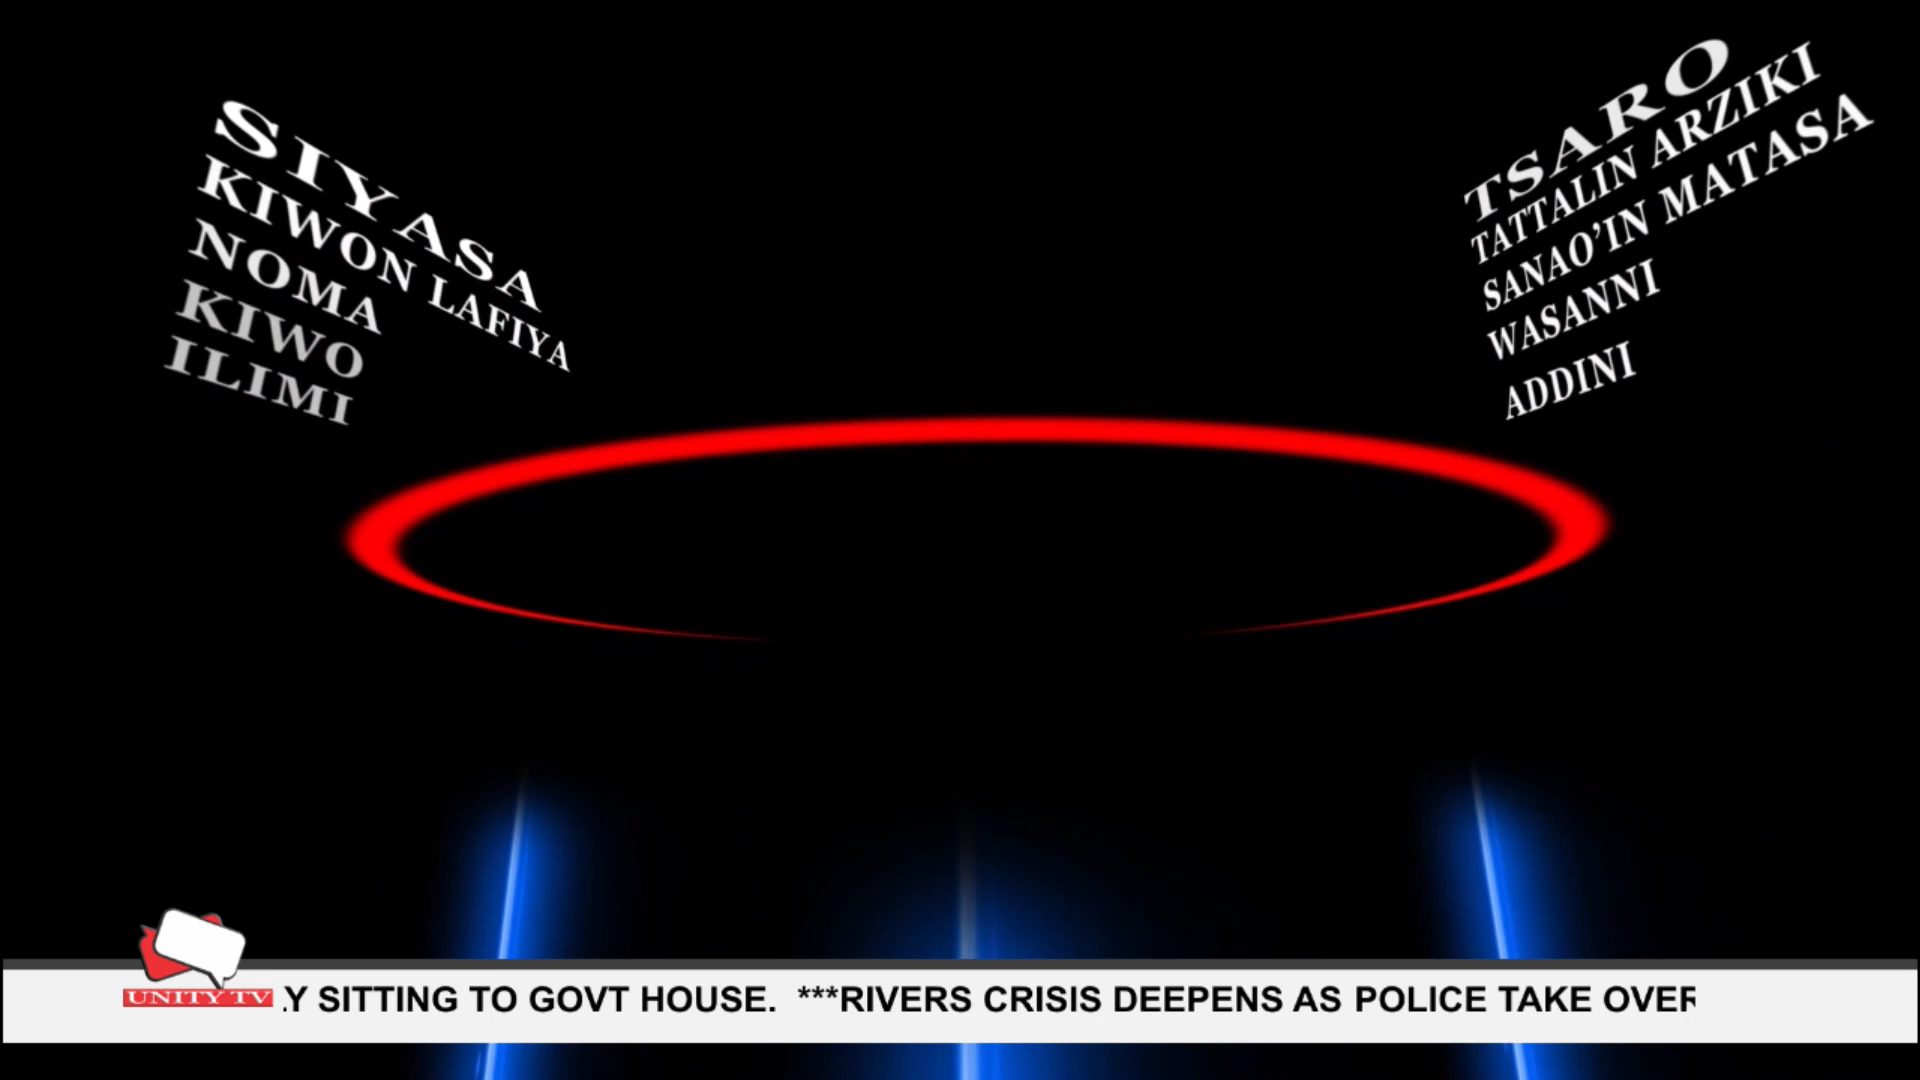 SIYASA
KIWON LAFIYA
NOMA
KIWO
ILIMI
TSARO
TATTALIN ARZIKI
SANAO’IN MATASA
WASANNI
ADDINI
UNITY TV
Y SITTING TO GOVT HOUSE. ***RIVERS CRISIS DEEPENS AS POLICE TAKE OVER